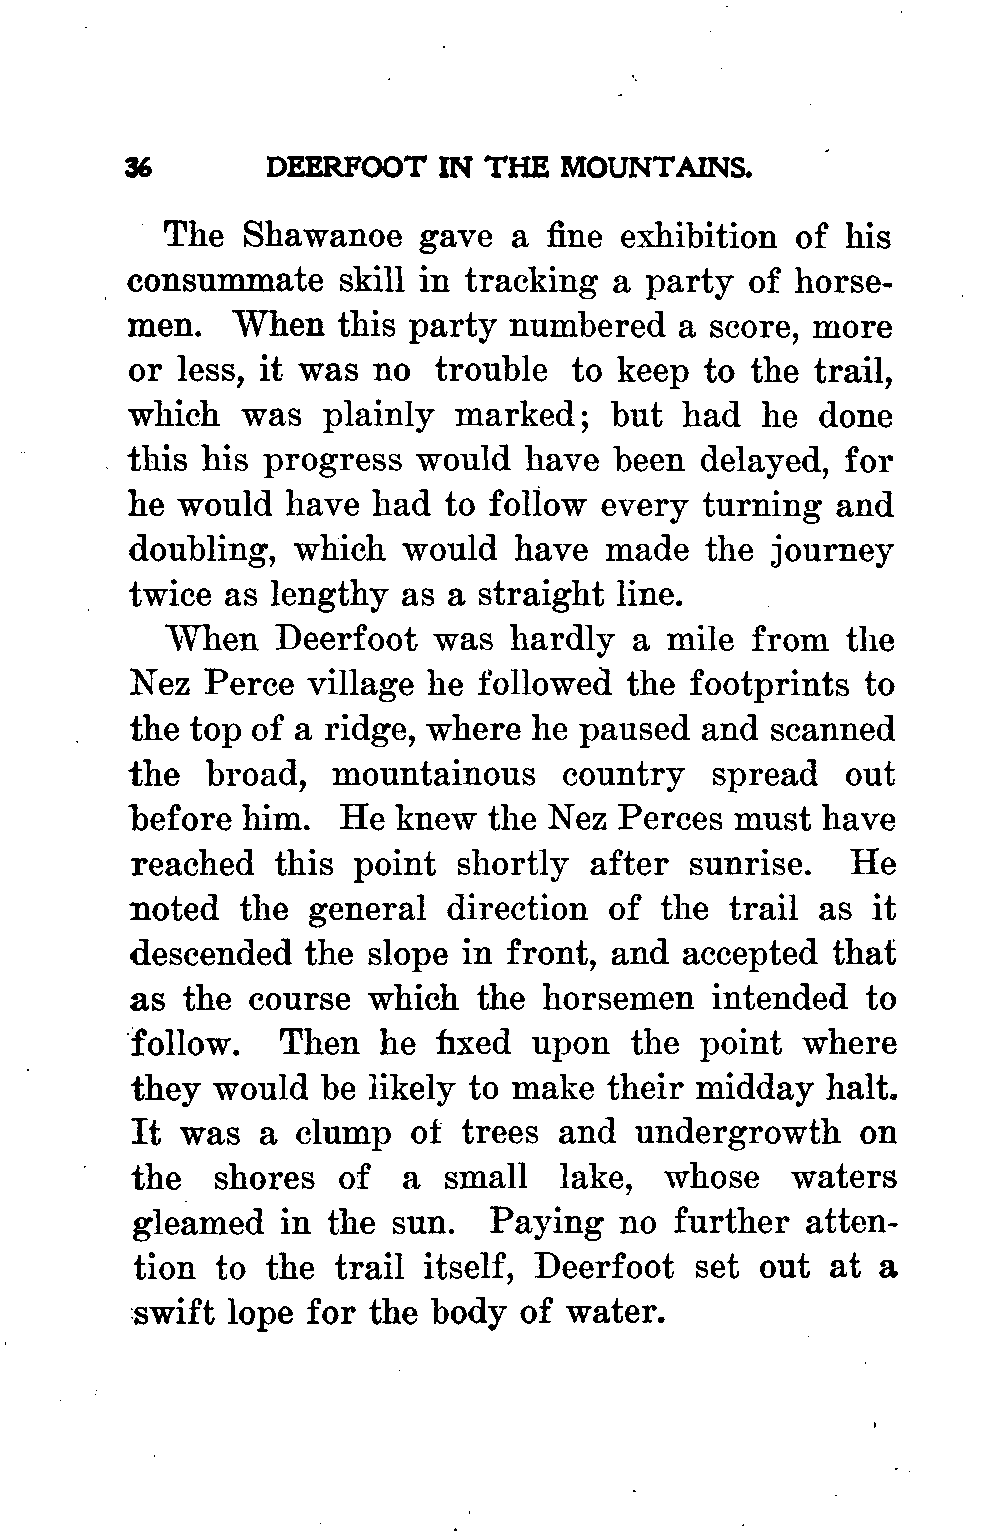 36 DEERFOOT IN THE MOUNTAINS.
The Shawanoe gave a fine exhibition of his
consummate skill in tracking a party of horse-
men. When this party numbered a score, more
or less, it was no trouble to keep to the trail,
which was plainly marked; but had he done
this his progress would have been delayed, for
he would have had to follow every turning and
doubling, which would have made the journey
twice as lengthy as a straight line.
When Deerfoot was hardly a mile from the
Nez Perce village he followed the footprints to
the top of a ridge, where he paused and scanned
the broad, mountainous country spread out
before him. He knew the Nez Perces must have
reached this point shortly after sunrise. He
noted the general direction of the trail as it
descended the slope in front, and accepted that
as the course which the horsemen intended to
follow. Then he fixed upon the point where
they would be likely to make their midday halt.
It was a clump of trees and undergrowth on
the shores of a small lake, whose waters
gleamed in the sun. Paying no further atten-
tion to the trail itself, Deerfoot set out at a
swift lope for the body of water.